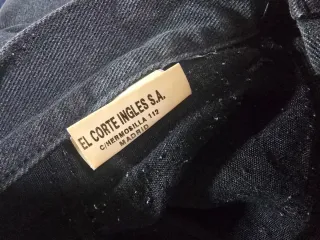 EL CORTE INGLES S.A.
C/HERMOSILLA 112
MADRID